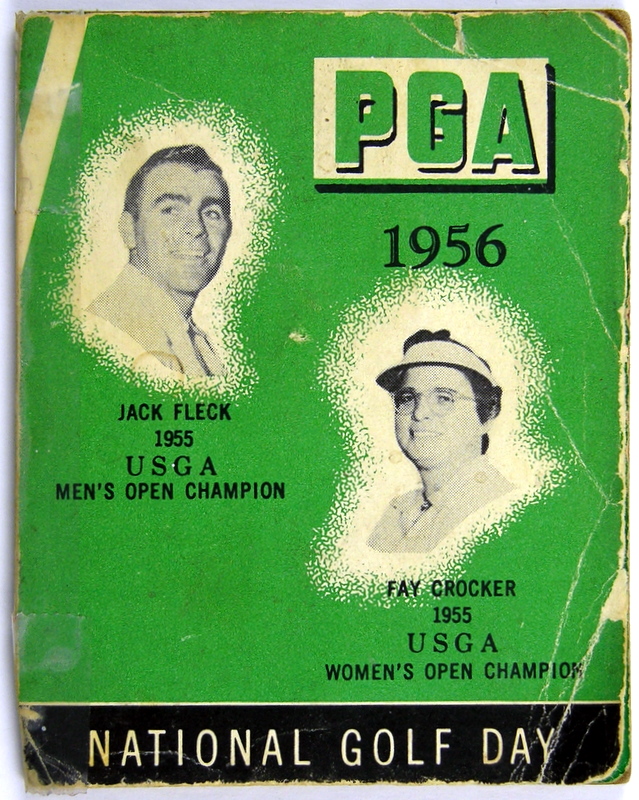 PGA
1956
JACK FLECK
1955
USGA
MEN'S OPEN CHAMPION
FAY CROCKER
1955
USGA
WOMEN'S OPEN CHAMPION
NATIONAL GOLF DAY